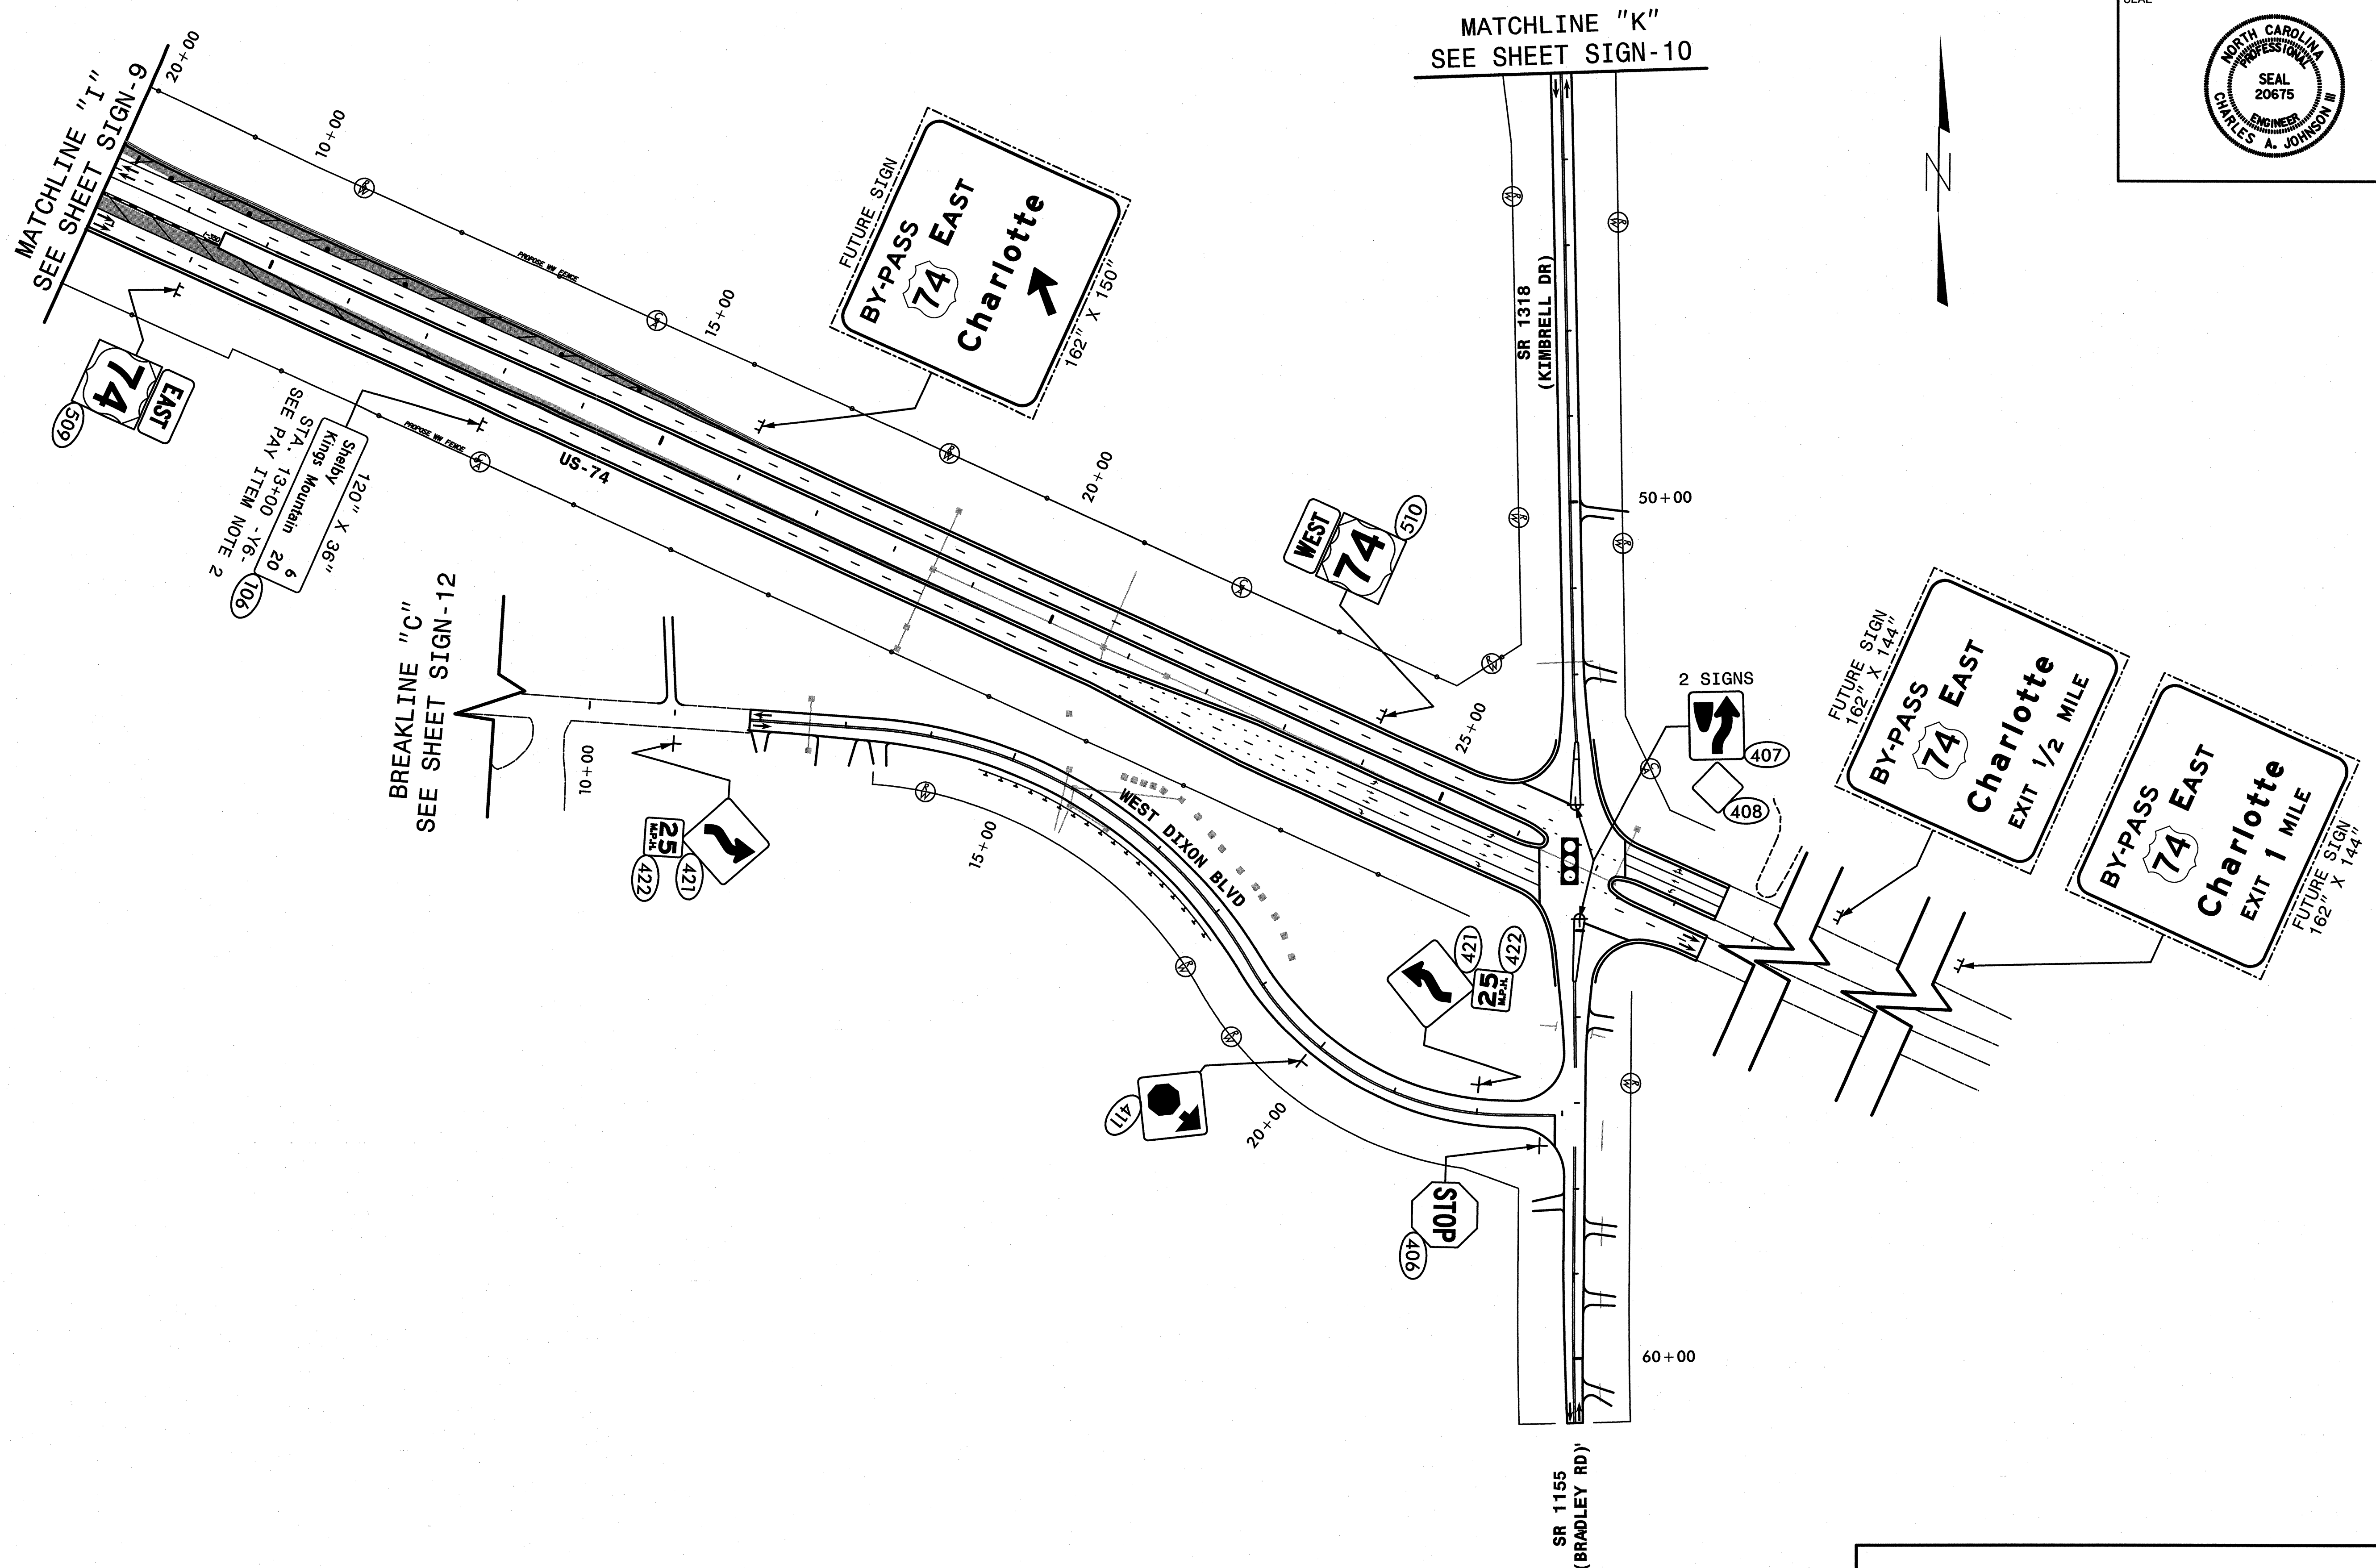 MATCHLINE "K"
SEE SHEET SIGN-10
NORTH CAROLINA
PROFESSIONAL
SEAL
20675
ENGINEER
CHARLES A. JOHNSON III
MATCHLINE "I"
SEE SHEET SIGN-9
20+00
10+00
PROPOSE WW FENCE
15+00
FUTURE SIGN
BY-PASS
74 EAST
Charlotte
162" X 150"
SR 1318
(KIMBRELL DR)
N
EAST
74
509
120" X 36"
Shelby 6
Kings Mountain 20
STA. 13+00 -Y6-
SEE PAY ITEM NOTE 2
106
PROPOSE WW FENCE
US-74
20+00
WEST
74
510
50+00
25+00
2 SIGNS
407
408
FUTURE SIGN
162" X 144"
BY-PASS
74 EAST
Charlotte
EXIT 1/2 MILE
BY-PASS
74 EAST
Charlotte
EXIT 1 MILE
FUTURE SIGN
162" X 144"
BREAKLINE "C"
SEE SHEET SIGN-12
10+00
25
M.P.H.
422
421
15+00
WEST DIXON BLVD
421
422
25
M.P.H.
411
20+00
STOP
406
60+00
SR 1155
(BRADLEY RD)
R/W
C/A
R/W
C/A
C/A
R/W
R/W
R/W
R/W
R/W
C/A
R/W
R/W
R/W
R/W